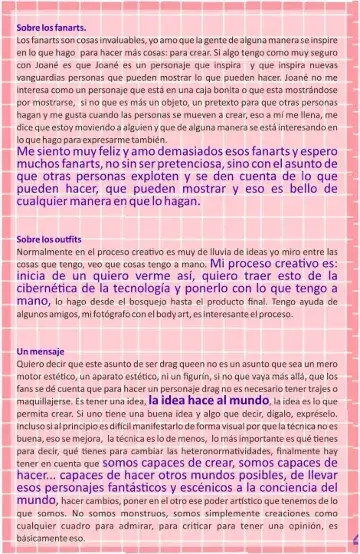 Sobre los fanarts.
Los fanarts son cosas invaluables, yo amo que la gente de alguna manera se inspire
en lo que hago para hacer más cosas: para crear. Si algo tengo como muy seguro
con Joané es que Joané es un personaje que inspira y que inspira nuevas
vanguardias personas que pueden mostrar lo que pueden hacer. Joané no me
interesa como un personaje que está en una caja bonita o que esta mostrándose
por mostrarse, si no que es más un objeto, un pretexto para que otras personas
hagan y me gusta cuando las personas se mueven a crear, eso a mí me llena, me
dice que estoy moviendo a alguien y que de alguna manera se está interesando en
lo que hago para expresarme también.
Me siento muy feliz y amo demasiados esos fanarts y espero
muchos fanarts, no sin ser pretenciosa, sino con el asunto de
que otras personas exploten y se den cuenta de lo que
pueden hacer, que pueden mostrar y eso es bello de
cualquier manera en que lo hagan.
Sobre los outfits
Normalmente en el proceso creativo es muy de lluvia de ideas yo miro entre las
cosas que tengo, veo que cosas tengo a mano. Mi proceso creativo es:
inicia de un quiero verme así, quiero traer esto de la
cibernética de la tecnología y ponerlo con lo que tengo a
mano, lo hago desde el bosquejo hasta el producto final. Tengo ayuda de
algunos amigos, mi fotógrafo con el body art, es interesante el proceso.
Un mensaje
Quiero decir que este asunto de ser drag queen no es un asunto que sea un mero
motor estético, un aparato estético, ni un figurín, si no que vaya más allá, que los
fans se dé cuenta que para hacer un personaje drag no es necesario tener trajes o
maquillajerse. Es tener una idea, la idea hace al mundo, la idea es lo que
permita crear. Si uno tiene una buena idea y algo que decir, dígalo, expréselo.
incluso si al principio es difícil manifestarlo de forma visual por que la técnica no es
buena, eso se mejora, la técnica es lo de menos, lo más importante es qué tienes
para decir, qué tienes para cambiar las heteronormatividades, finalmente hay
tener en cuenta que somos capaces de crear, somos capaces de
hacer... capaces de hacer otros mundos posibles, de llevar
esos personajes fantásticos y escénicos a la conciencia del
mundo, hacer cambios, poner en el otro ese poder artístico que tenemos de lo
que somos. No somos monstruos, somos simplemente creaciones como
cualquier cuadro para admirar, para criticar para tener una opinión, es
básicamente eso.